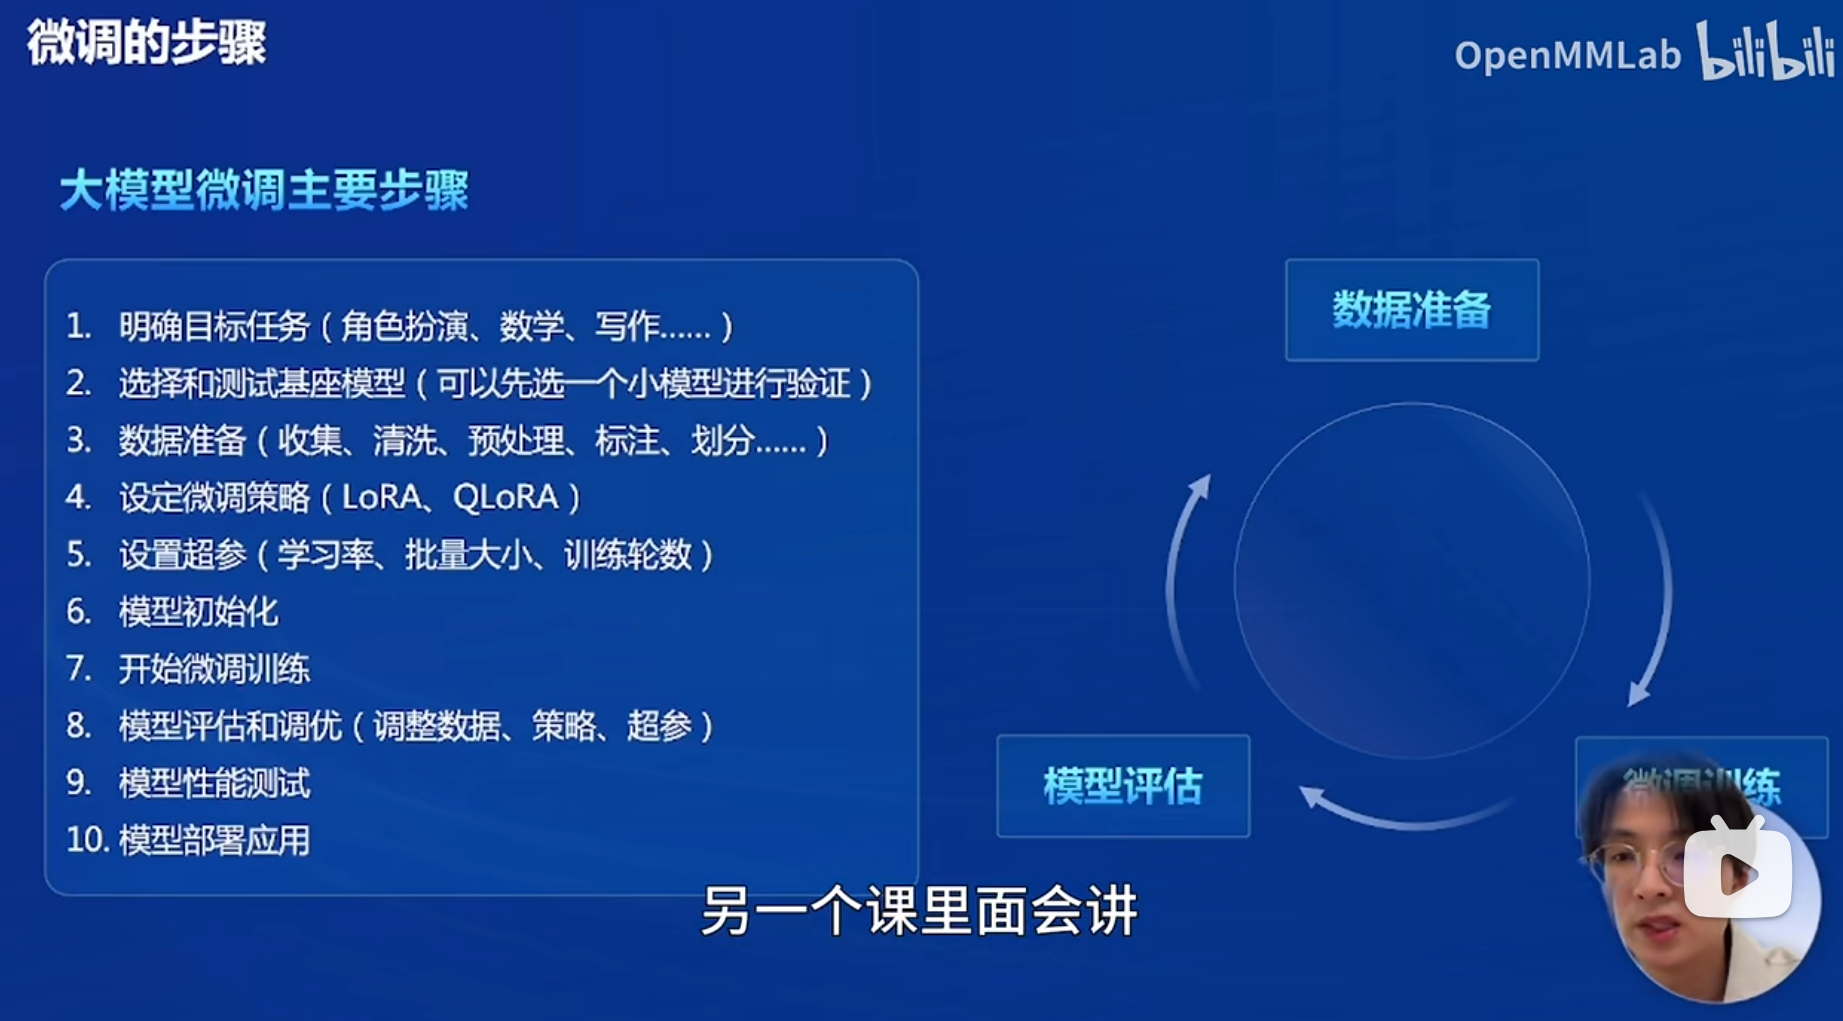 微调的步骤
OpenMMLab bilibili
大模型微调主要步骤
1. 明确目标任务（角色扮演、数学、写作……）
2. 选择和测试基座模型（可以先选一个小模型进行验证）
3. 数据准备（收集、清洗、预处理、标注、划分……）
4. 设定微调策略（LoRA、QLoRA）
5. 设置超参（学习率、批量大小、训练轮数）
6. 模型初始化
7. 开始微调训练
8. 模型评估和调优（调整数据、策略、超参）
9. 模型性能测试
10. 模型部署应用
数据准备
模型评估
微调训练
另一个课里面会讲